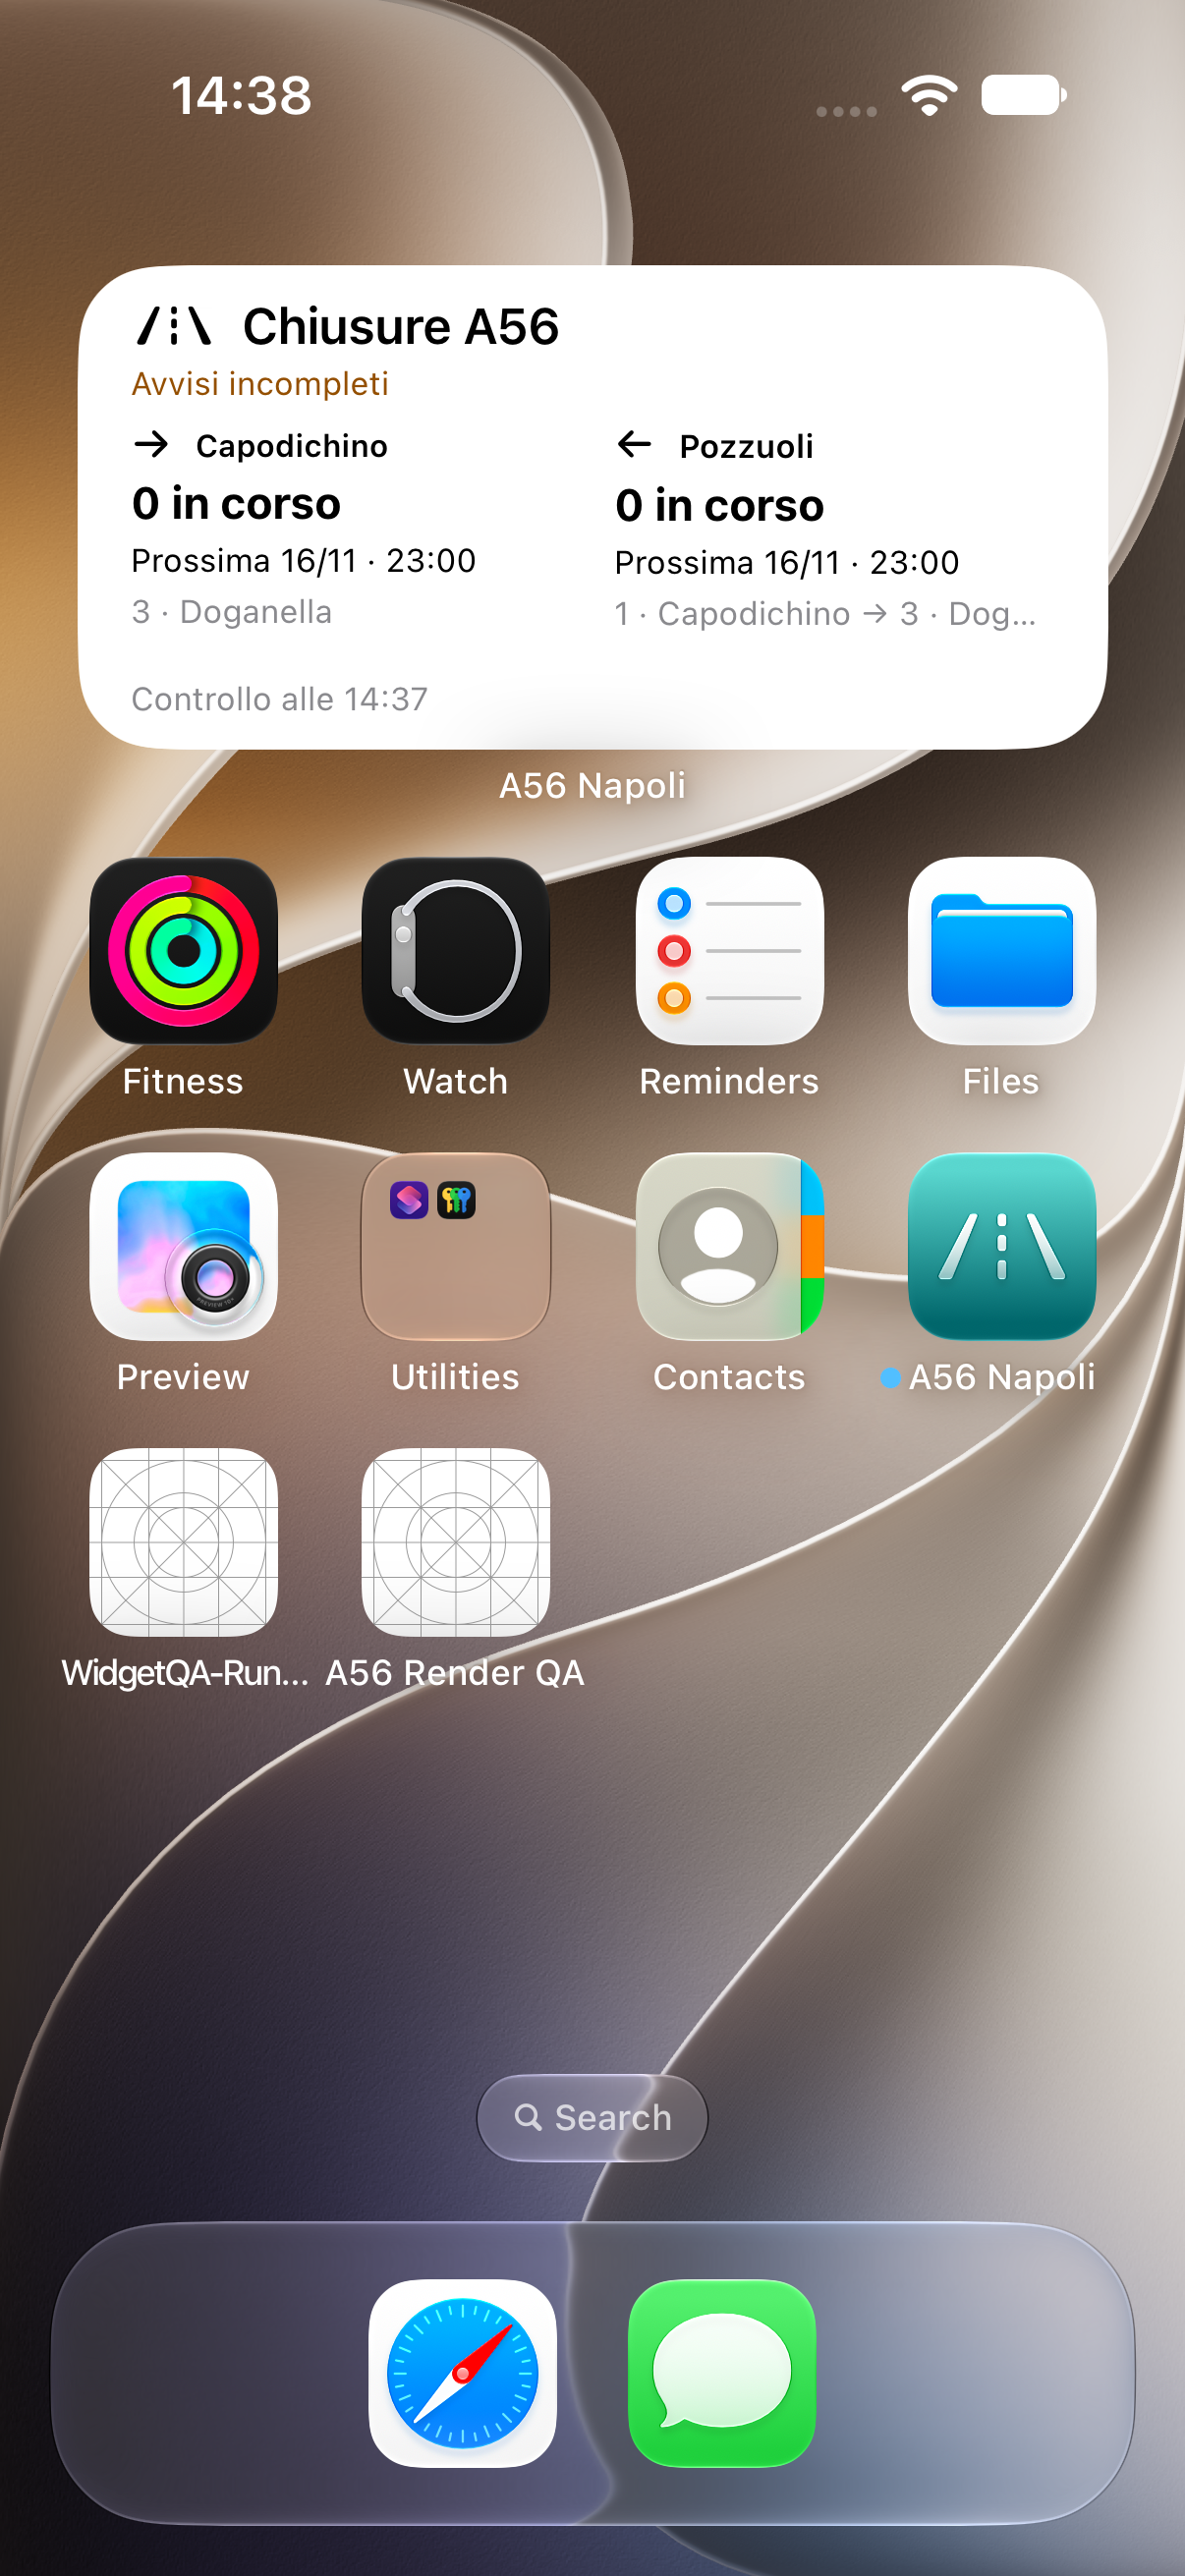 14:38
Chiusure A56
Avvisi incompleti
→ Capodichino
0 in corso
Prossima 16/11 · 23:00
3 · Doganella
← Pozzuoli
0 in corso
Prossima 16/11 · 23:00
1 · Capodichino → 3 · Dog...
Controllo alle 14:37
A56 Napoli
Fitness
Watch
Reminders
Files
Preview
Utilities
Contacts
A56 Napoli
WidgetQA-Run...
A56 Render QA
Search